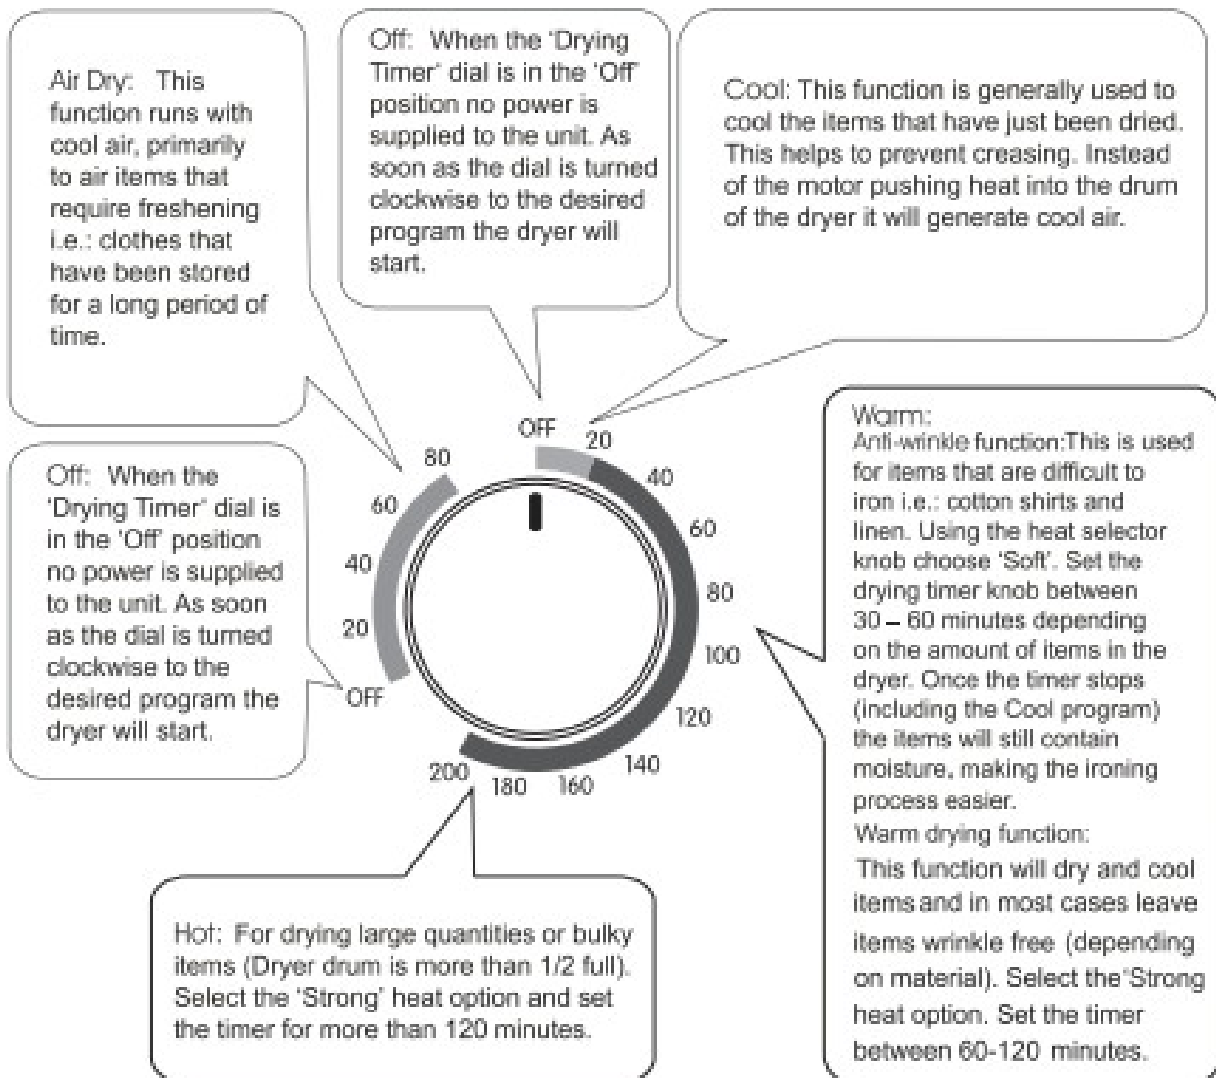 Air Dry: This
function runs with
cool air, primarily
to air items that
require freshening
i.e.: clothes that
have been stored
for a long period of
time.
Off: When the 'Drying
Timer' dial is in the 'Off'
position no power is
supplied to the unit. As
soon as the dial is turned
clockwise to the desired
program the dryer will
start.
Cool: This function is generally used to
cool the items that have just been dried.
This helps to prevent creasing. Instead
of the motor pushing heat into the drum
of the dryer it will generate cool air.
Off: When the
'Drying Timer' dial is
in the 'Off' position
no power is supplied
to the unit. As soon
as the dial is turned
clockwise to the
desired program the
dryer will start.
OFF
20
40
60
80
100
120
140
160
180
200
OFF
20
40
60
80
Warm:
Anti-wrinkle function:This is used
for items that are difficult to
iron i.e.: cotton shirts and
linen. Using the heat selector
knob choose 'Soft'. Set the
drying timer knob between
30 – 60 minutes depending
on the amount of items in the
dryer. Once the timer stops
(including the Cool program)
the items will still contain
moisture, making the ironing
process easier.
Warm drying function:
This function will dry and cool
items and in most cases leave
items wrinkle free (depending
on material). Select the'Strong
heat option. Set the timer
between 60-120 minutes.
Hot: For drying large quantities or bulky
items (Dryer drum is more than 1/2 full).
Select the 'Strong' heat option and set
the timer for more than 120 minutes.